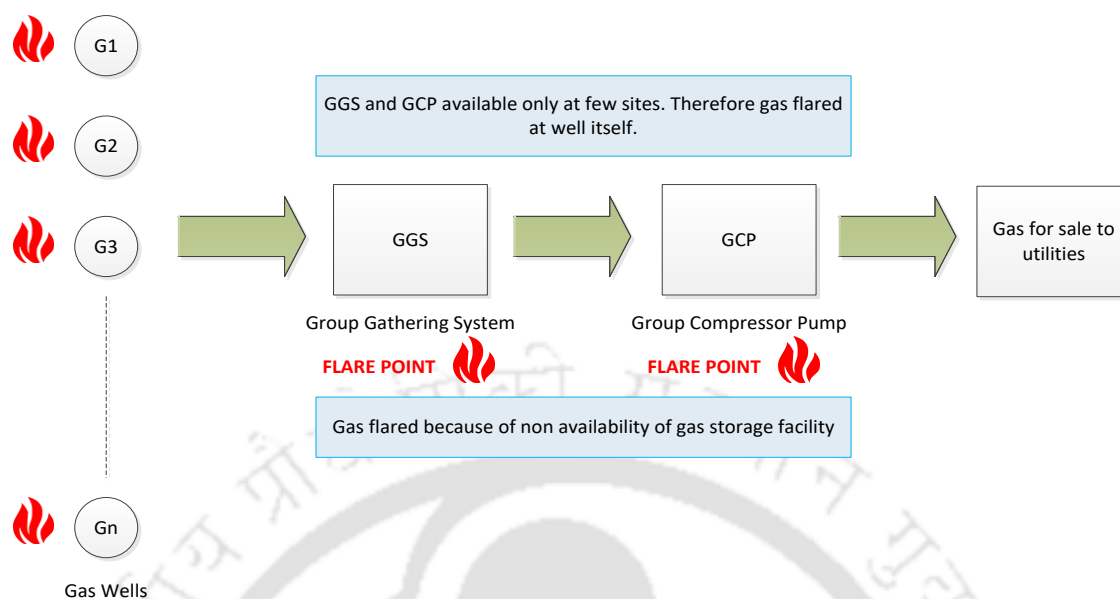 G1
GGS and GCP available only at few sites. Therefore gas flared
at well itself.
G2
G3
GGS
GCP
Gas for sale to
utilities
Group Gathering System
Group Compressor Pump
FLARE POINT
FLARE POINT
Gas flared because of non availability of gas storage facility
Gn
Gas Wells